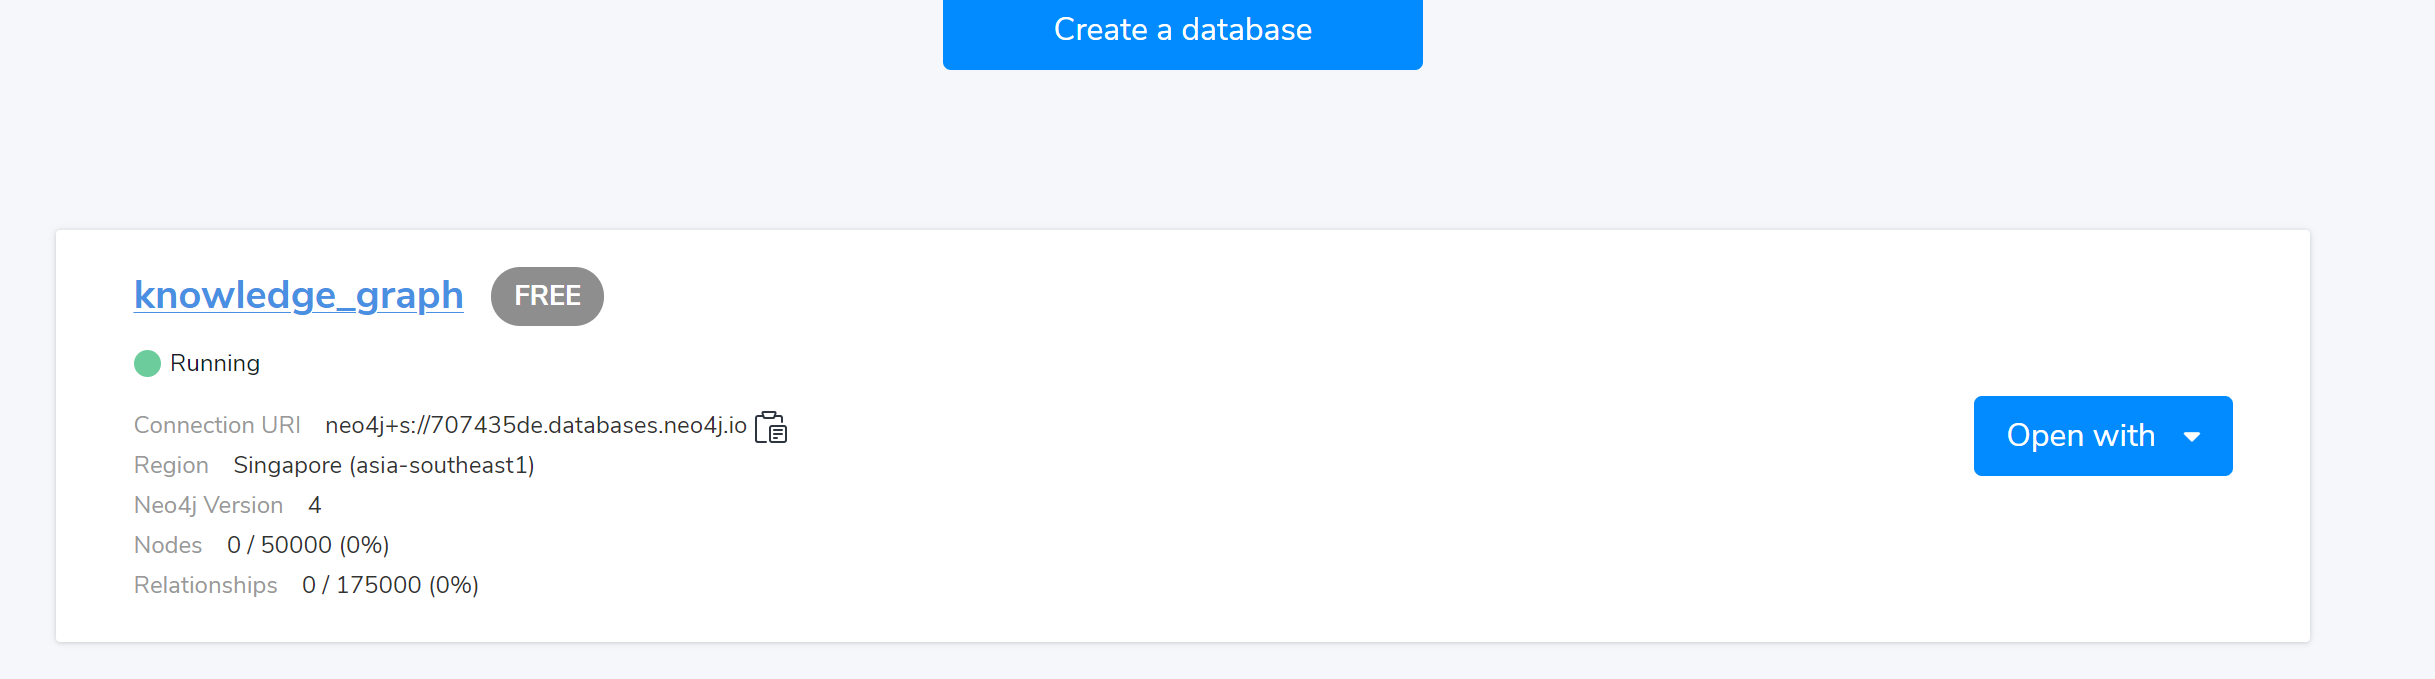 Create a database
knowledge_graph FREE
Running
Connection URI neo4j+s://707435de.databases.neo4j.io
Region Singapore (asia-southeast1)
Open with
Neo4j Version 4
Nodes 0 / 50000 (0%)
Relationships 0 / 175000 (0%)